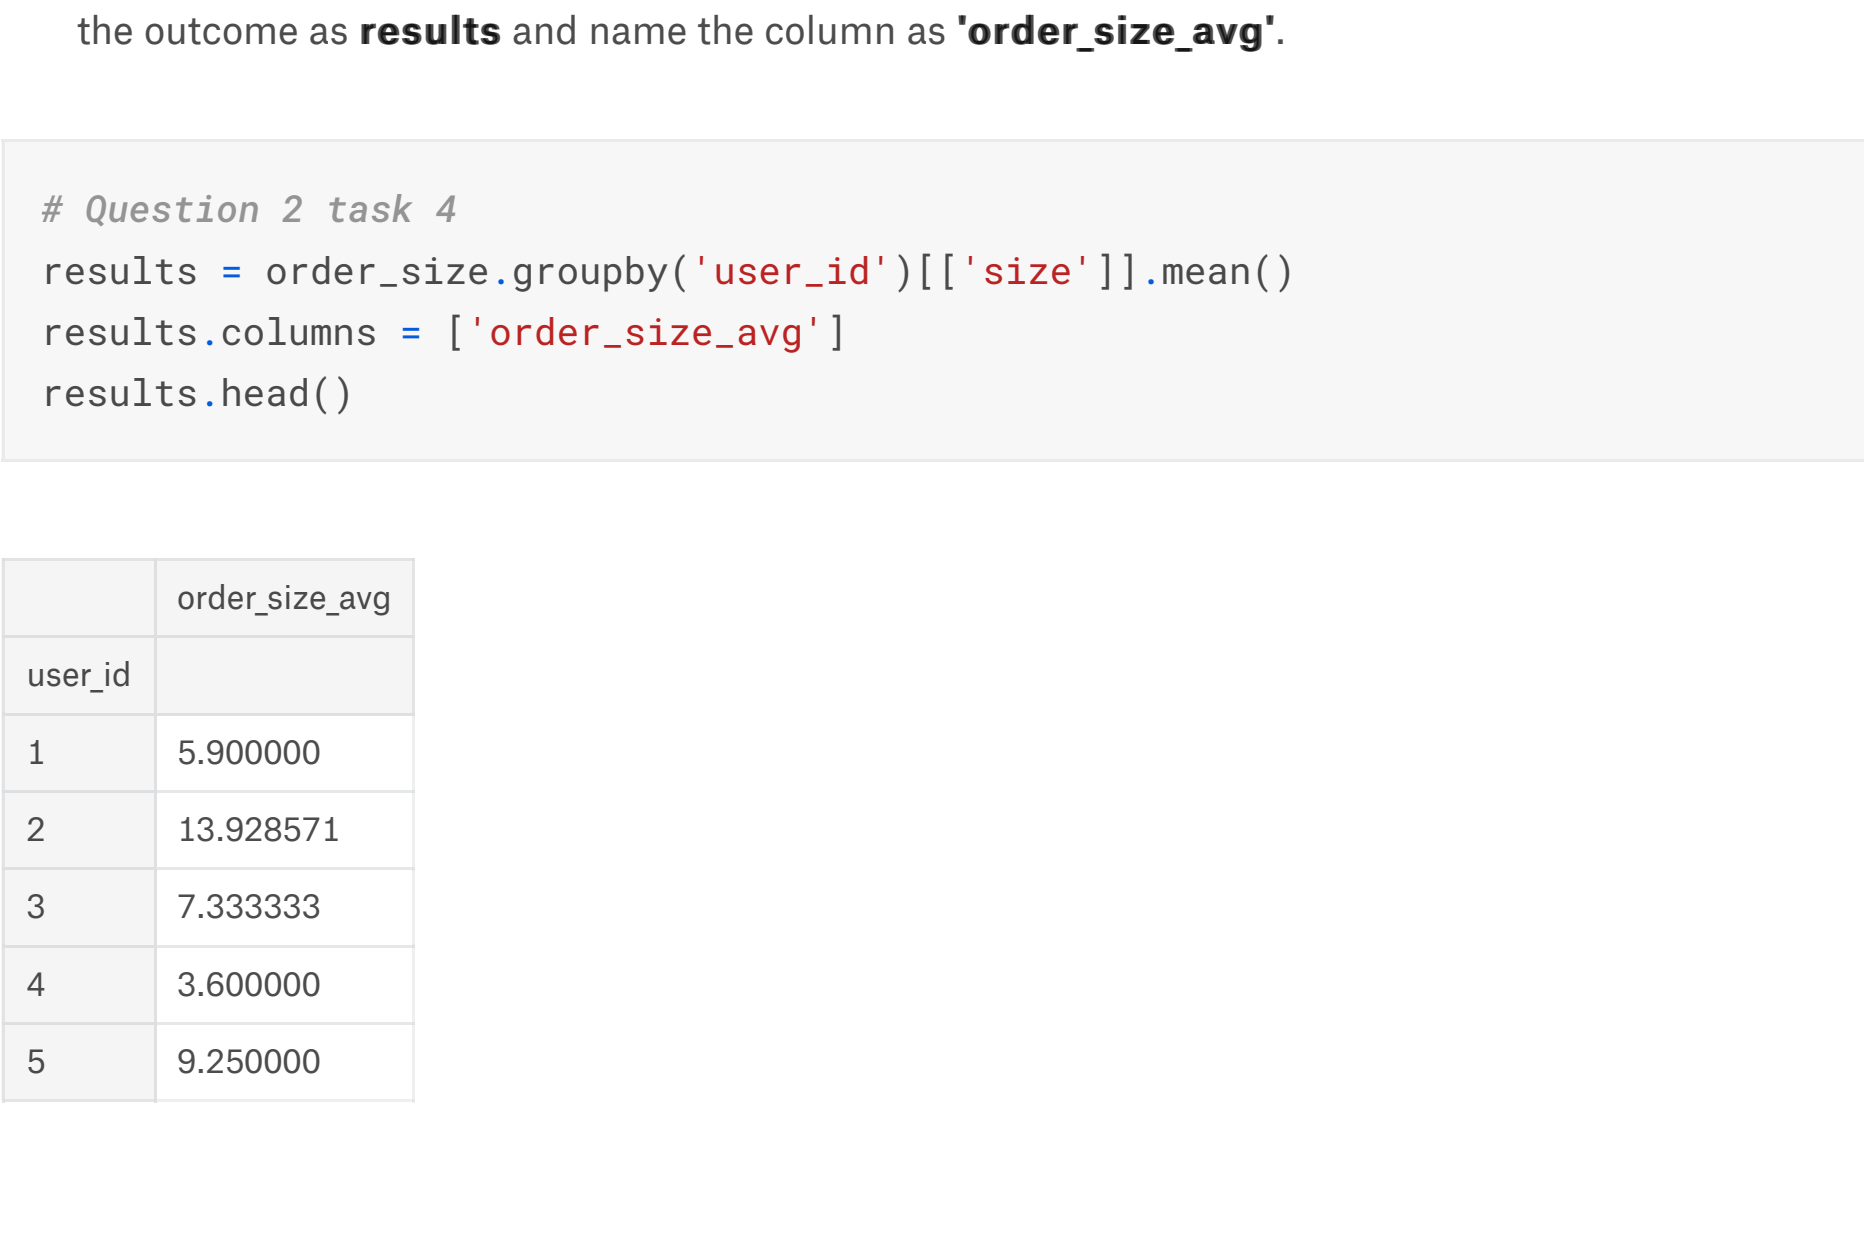 the outcome as results and name the column as 'order_size_avg'.
# Question 2 task 4
results = order_size.groupby('user_id')[['size']].mean()
results.columns = ['order_size_avg']
results.head()
order_size_avg
user_id
1 5.900000
2 13.928571
3 7.333333
4 3.600000
5 9.250000